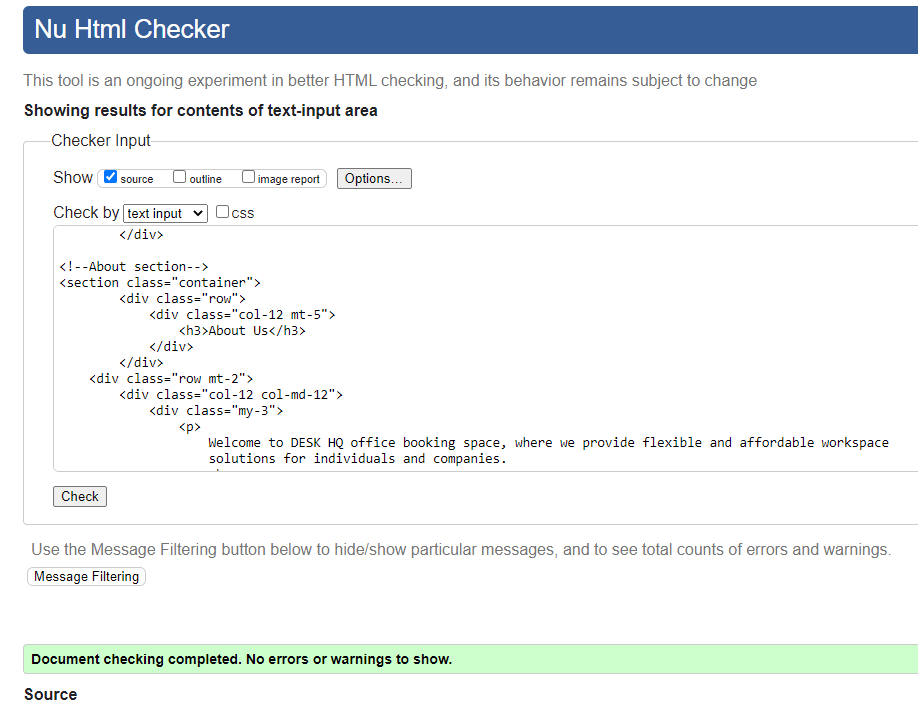 Nu Html Checker
This tool is an ongoing experiment in better HTML checking, and its behavior remains subject to change
Showing results for contents of text-input area
Checker Input
Show source outline image report Options...
Check by text input css
</div>
<!--About section-->
<section class="container">
<div class="row">
<div class="col-12 mt-5">
<h3>About Us</h3>
</div>
</div>
<div class="row mt-2">
<div class="col-12 col-md-12">
<div class="my-3">
<p>
Welcome to DESK HQ office booking space, where we provide flexible and affordable workspace
solutions for individuals and companies.
Check
Use the Message Filtering button below to hide/show particular messages, and to see total counts of errors and warnings.
Message Filtering
Document checking completed. No errors or warnings to show.
Source